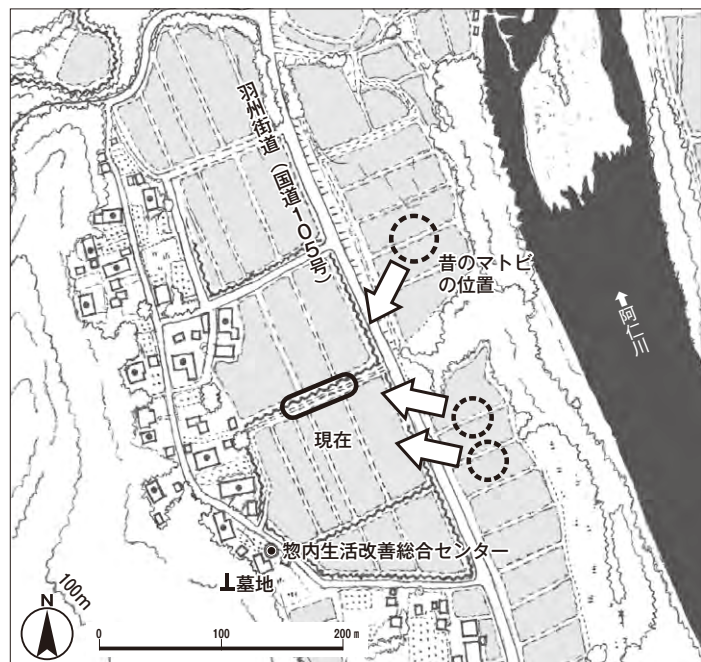 羽州街道（国道105号）
昔のマトビ
の位置
←阿仁川
現在
惣内生活改善総合センター
墓地
100m
N
0 100 200 m